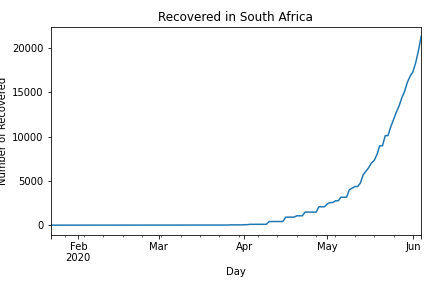 Recovered in South Africa
Number of Recovered
20000
15000
10000
5000
0
Feb
2020
Mar
Apr
May
Jun
Day